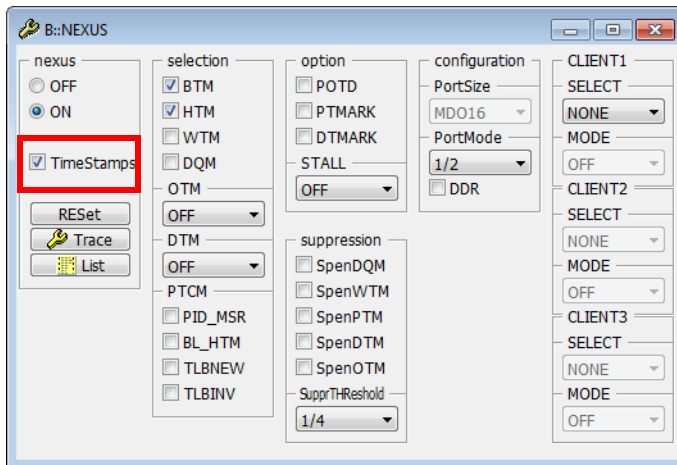 B::NEXUS
nexus
OFF
ON
TimeStamps
RESet
Trace
List
selection
BTM
HTM
WTM
DQM
OTM
OFF
DTM
OFF
PTCM
PID_MSR
BL_HTM
TLBNEW
TLBINV
option
POTD
PTMARK
DTMARK
STALL
OFF
suppression
SpenDQM
SpenWTM
SpenPTM
SpenDTM
SpenOTM
SupprTHReshold
1/4
configuration
PortSize
MDO16
PortMode
1/2
DDR
CLIENT1
SELECT
NONE
MODE
OFF
CLIENT2
SELECT
NONE
MODE
OFF
CLIENT3
SELECT
NONE
MODE
OFF